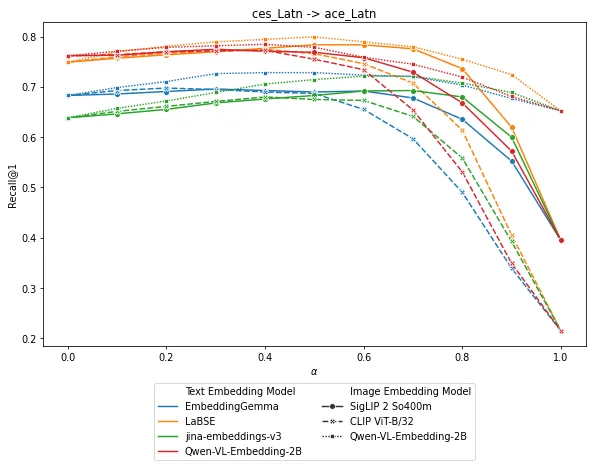 ces_Latn -> ace_Latn
Recall@1
0.8
0.7
0.6
0.5
0.4
0.3
0.2
0.0 0.2 0.4 0.6 0.8 1.0
α
Text Embedding Model Image Embedding Model
EmbeddingGemma SigLIP 2 So400m
LaBSE CLIP ViT-B/32
jina-embeddings-v3 Qwen-VL-Embedding-2B
Qwen-VL-Embedding-2B